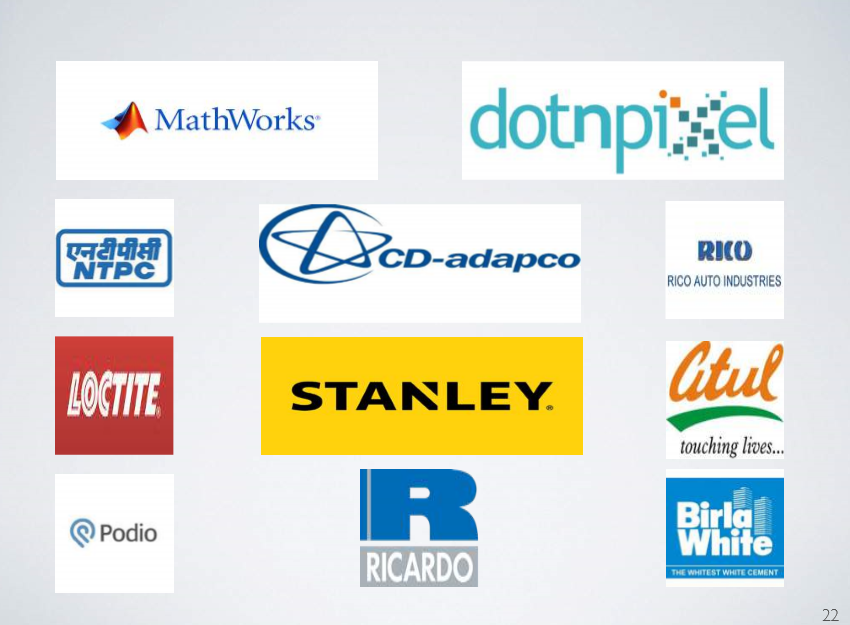 MathWorks®
dotnpixel
एनटीपीसी
NTPC
CD-adapco
RICO
RICO AUTO INDUSTRIES
LOCTITE®
STANLEY®
atul
touching lives...
Podio
R
RICARDO
Birla
White
THE WHITEST WHITE CEMENT
22